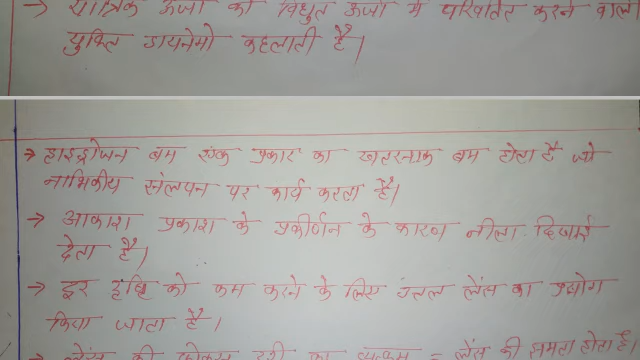 → यांत्रिक ऊर्जा को विद्युत ऊर्जा में परिवर्तित करने वाली
युक्ति डायनेमो कहलाती है।
→ हाइड्रोजन बम एक प्रकार का खतरनाक बम होता है जो
नाभिकीय संलयन पर कार्य करता है।
→ आकाश प्रकाश के प्रकीर्णन के कारण नीला दिखाई
देता है।
→ दूर दृष्टि को कम करने के लिए उत्तल लेंस का प्रयोग
किया जाता है।
→ लेंस की फोकस दूरी का व्युत्क्रम = लेंस की क्षमता होता है